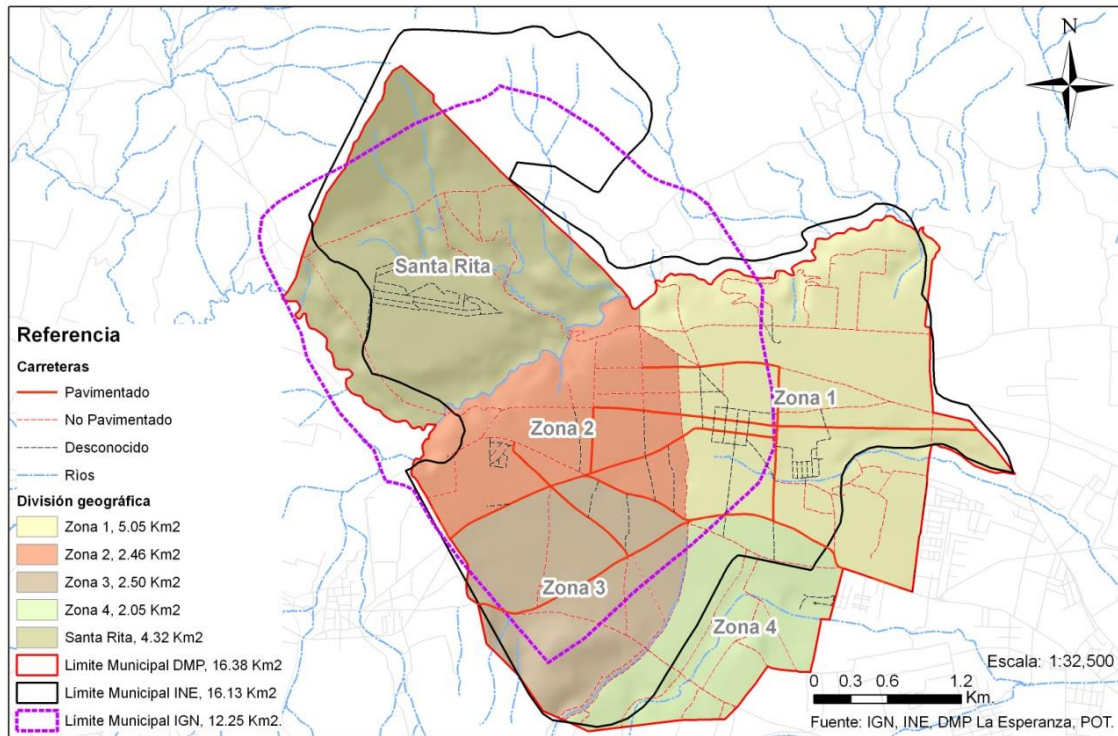 N
Santa Rita
Zona 1
Zona 2
Zona 3
Zona 4
Referencia
Carreteras
Pavimentado
No Pavimentado
Desconocido
Rios
División geográfica
Zona 1, 5.05 Km2
Zona 2, 2.46 Km2
Zona 3, 2.50 Km2
Zona 4, 2.05 Km2
Santa Rita, 4.32 Km2
Límite Municipal DMP, 16.38 Km2
Límite Municipal INE, 16.13 Km2
Límite Municipal IGN, 12.25 Km2.
Escala: 1:32,500
0 0.3 0.6 1.2
Km.
Fuente: IGN, INE, DMP La Esperanza, POT.